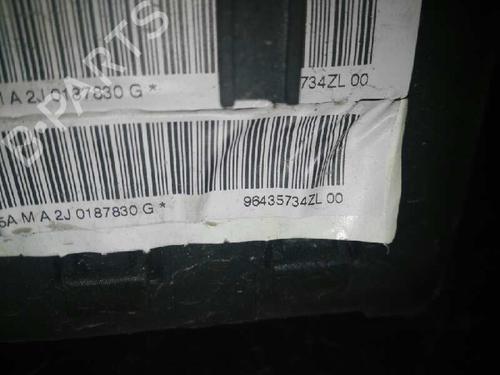 M A 2J 0187830 G*
734ZL 00
5A M A 2J 0187830 G*
96435734ZL 00
B-PARTS